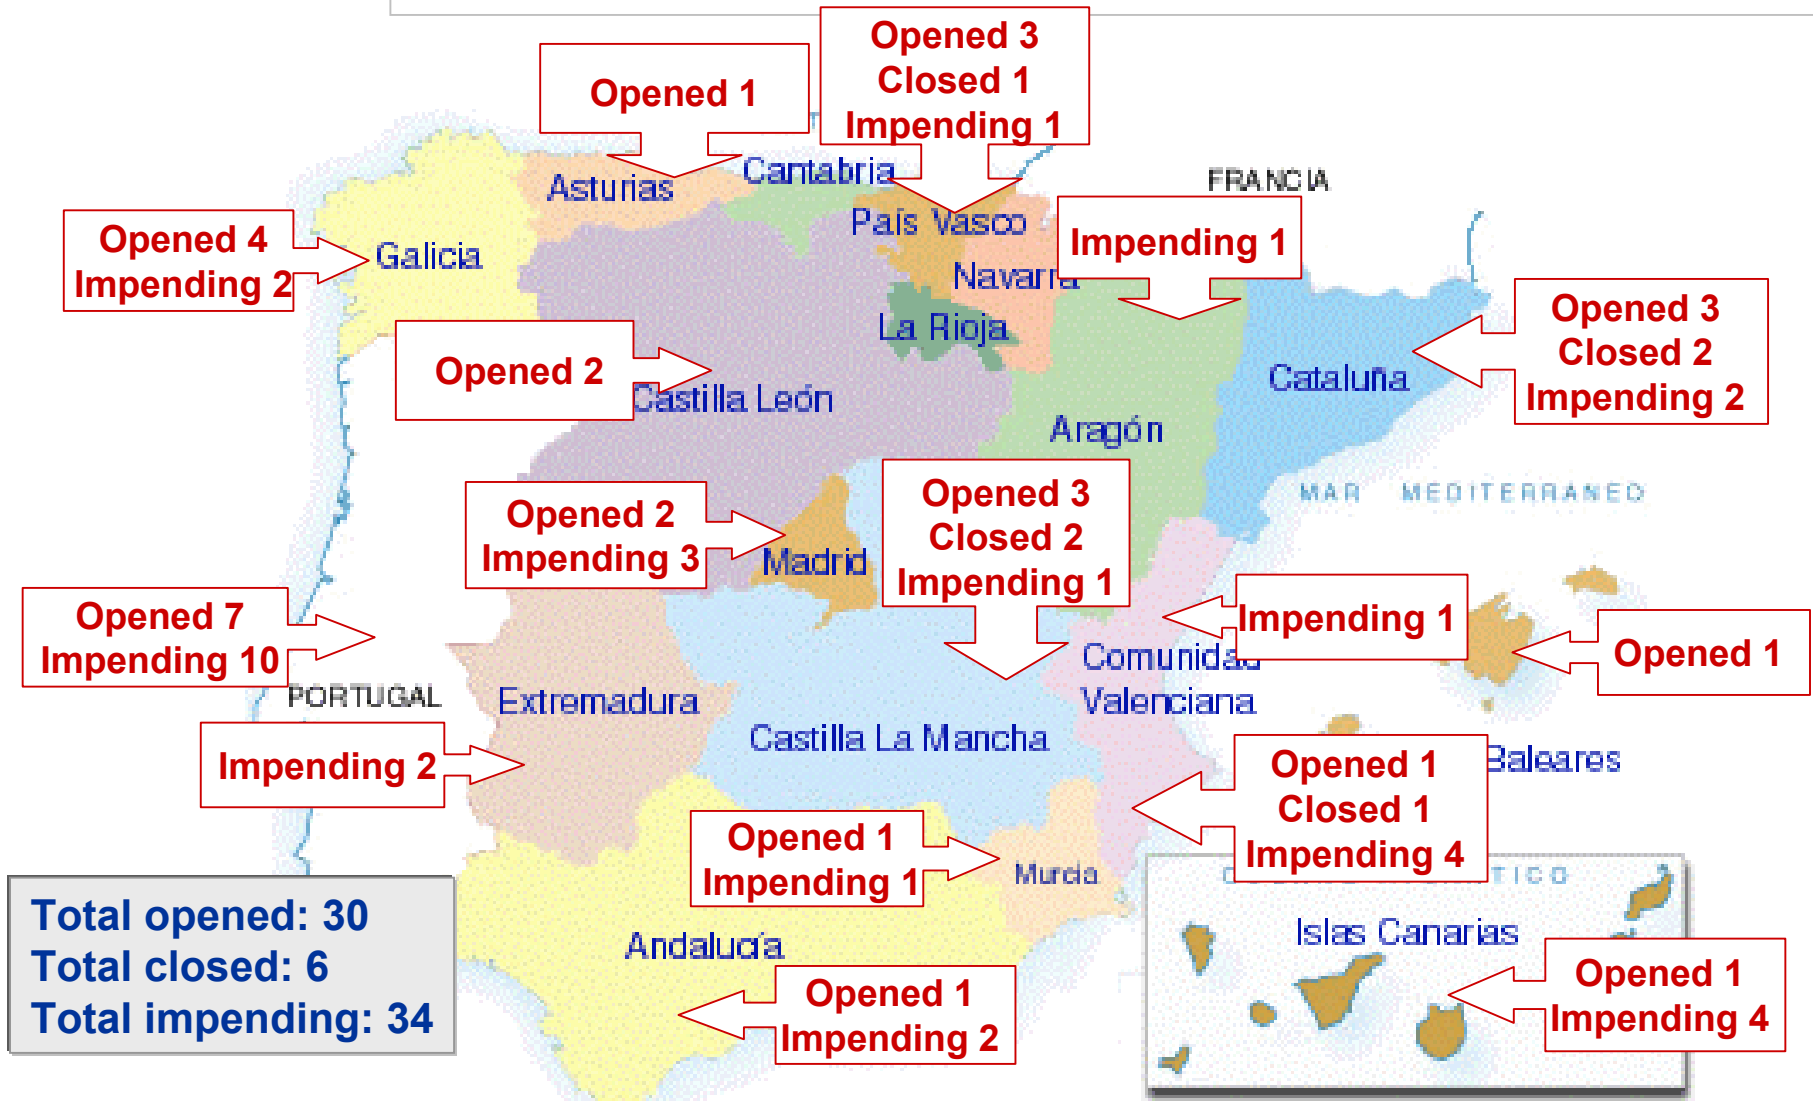 Opened 3
Closed 1
Impending 1
Opened 1
Cantabria
Asturias
FRANCIA
País Vasco
Opened 4
Impending 2
Galicia
Impending 1
Navarra
La Rioja
Opened 3
Closed 2
Impending 2
Opened 2
Castilla León
Cataluña
Aragón
Opened 3
Closed 2
Impending 1
MAR MEDITERRANEO
Opened 2
Impending 3
Madrid
Opened 7
Impending 10
Impending 1
Opened 1
Comunidad
Valenciana
PORTUGAL
Extremadura
Castilla La Mancha
Impending 2
Opened 1
Closed 1
Impending 4
Baleares
Opened 1
Impending 1
Murcia
Total opened: 30
Total closed: 6
Total impending: 34
Andalucía
Islas Canarias
Opened 1
Impending 2
Opened 1
Impending 4